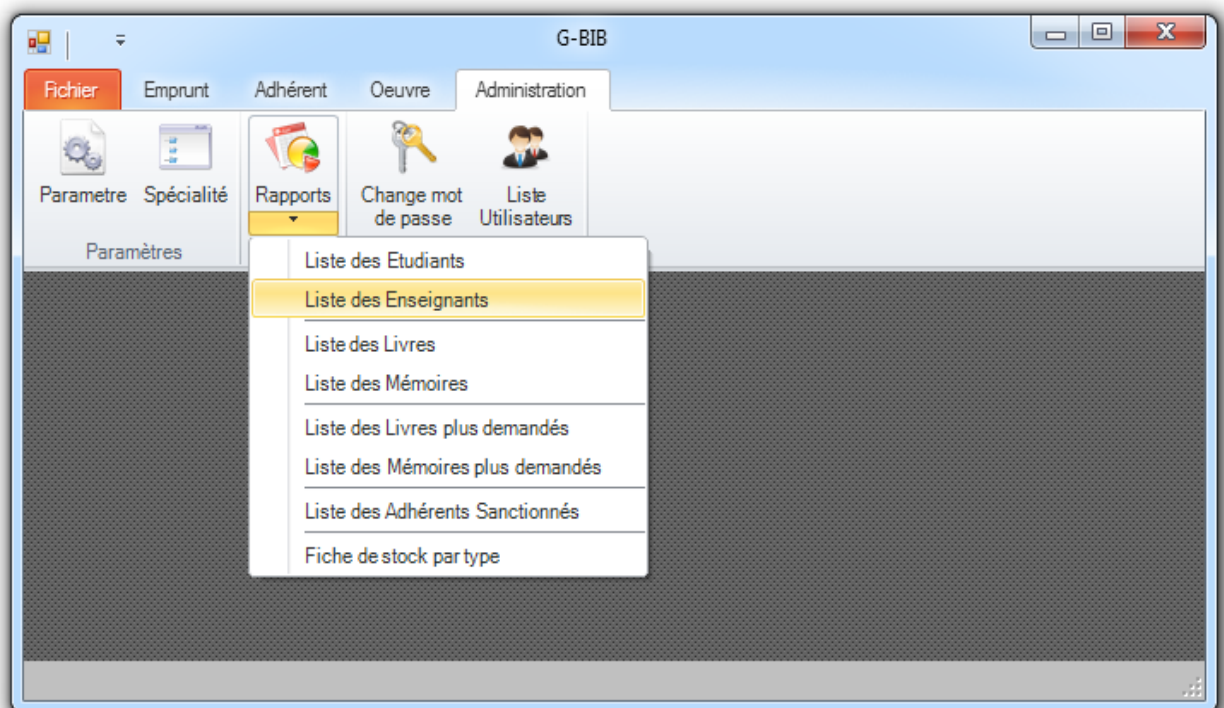 G-BIB
Fichier Emprunt Adhérent Oeuvre Administration
Parametre Spécialité Rapports Change mot de passe Liste Utilisateurs
Paramètres
Liste des Etudiants
Liste des Enseignants
Liste des Livres
Liste des Mémoires
Liste des Livres plus demandés
Liste des Mémoires plus demandés
Liste des Adhérents Sanctionnés
Fiche de stock par type